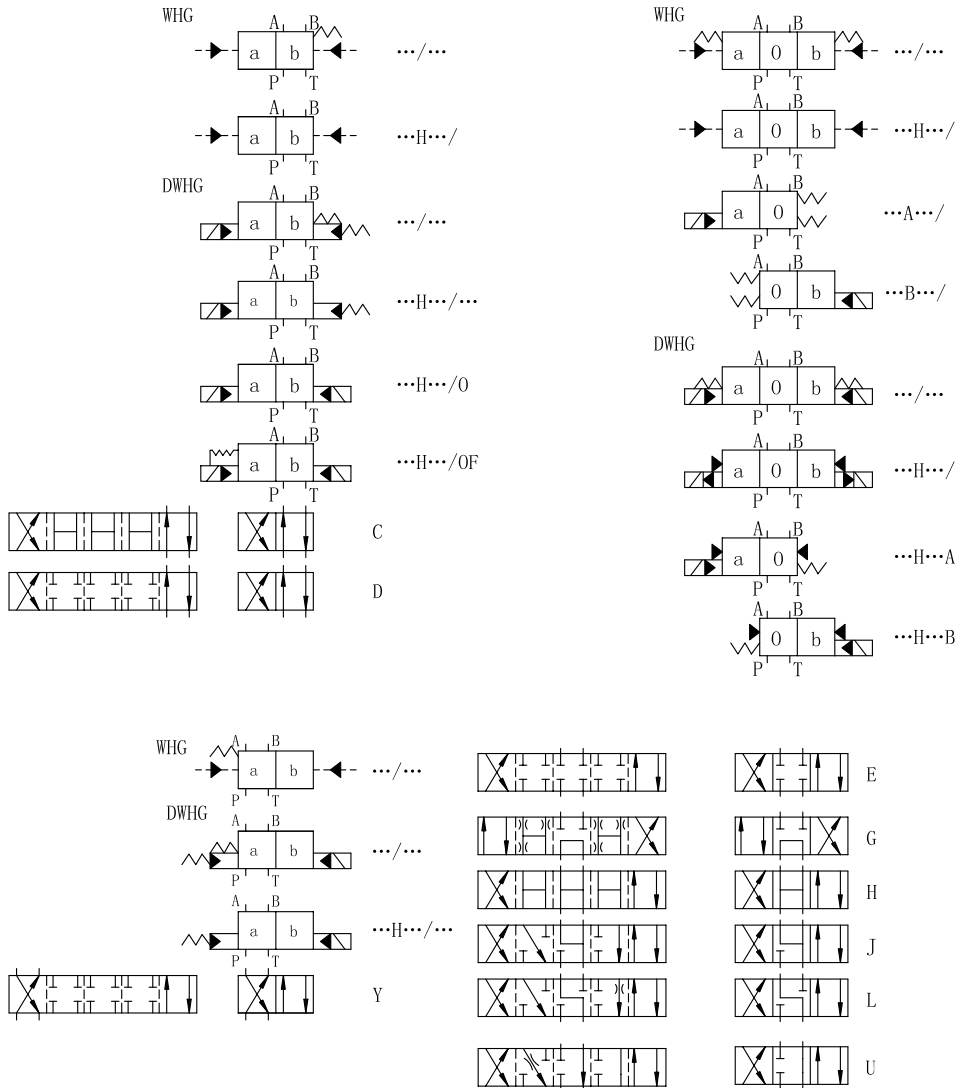 WHG
A B
a b
P T
···/···
A B
a b
P T
···H···/
DWHG
A B
a b
P T
···/···
A B
a b
P T
···H···/···
A B
a b
P T
···H···/O
A B
a b
P T
···H···/OF
C
D
WHG
A B
a 0 b
P T
···/···
A B
a 0 b
P T
···H···/
A B
a 0
P T
···A···/
A B
0 b
P T
···B···/
DWHG
A B
a 0 b
P T
···/···
A B
a 0 b
P T
···H···/
A B
a 0
P T
···H···A
A B
0 b
P T
···H···B
WHG
A B
a b
P T
···/···
DWHG
A B
a b
P T
···/···
A B
a b
P T
···H···/···
Y
E
G
H
J
L
U